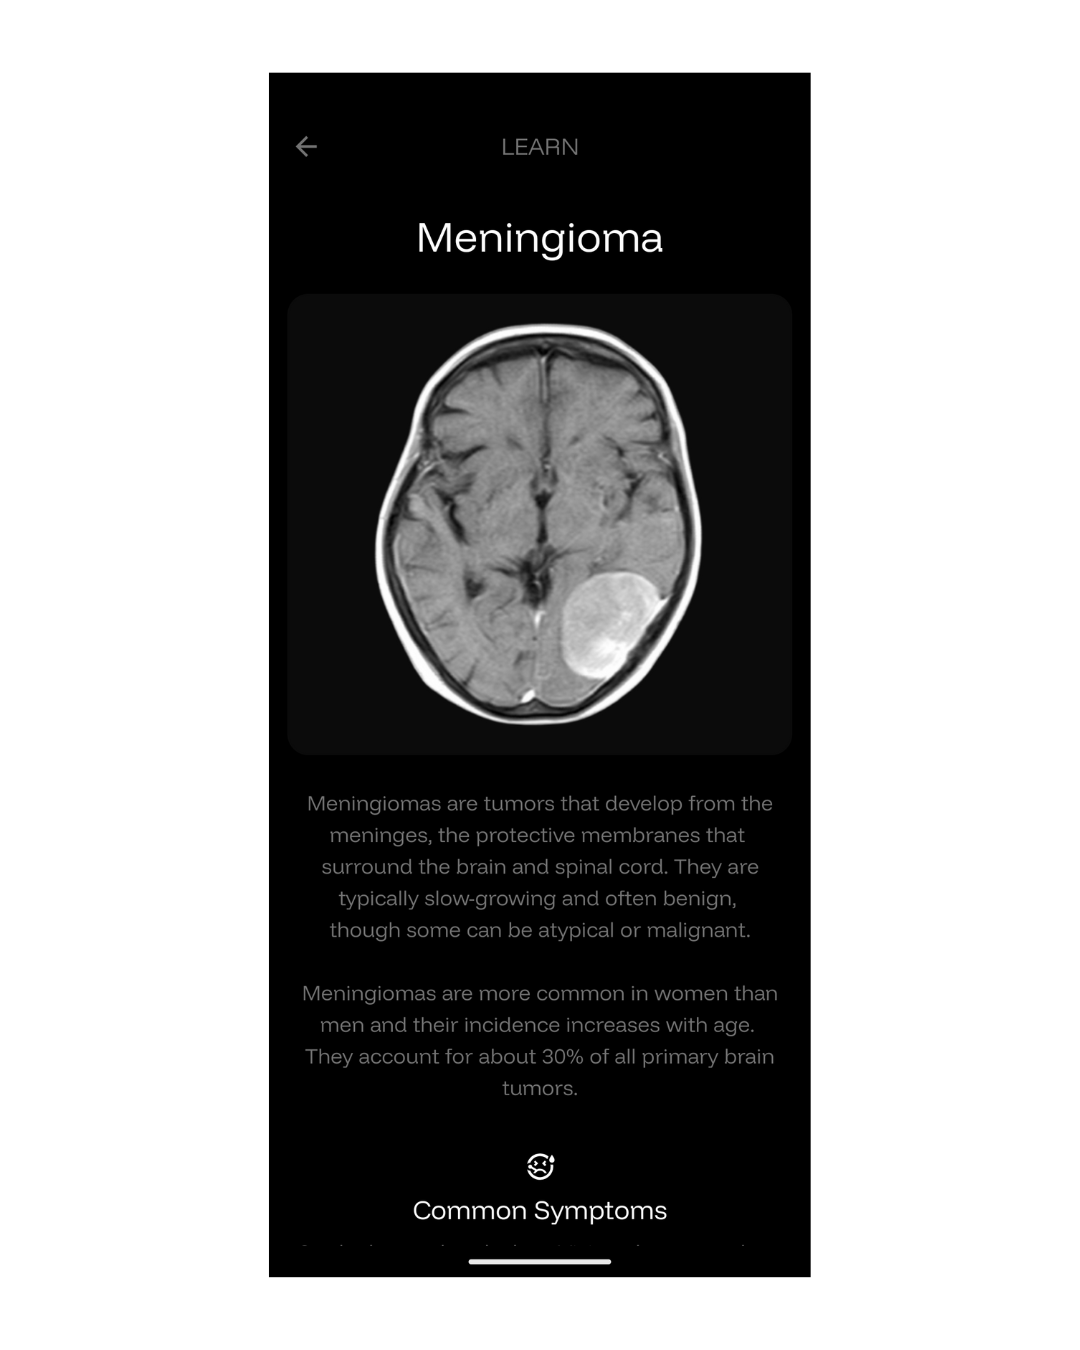 LEARN
Meningioma
Meningiomas are tumors that develop from the
meninges, the protective membranes that
surround the brain and spinal cord. They are
typically slow-growing and often benign,
though some can be atypical or malignant.
Meningiomas are more common in women than
men and their incidence increases with age.
They account for about 30% of all primary brain
tumors.
Common Symptoms